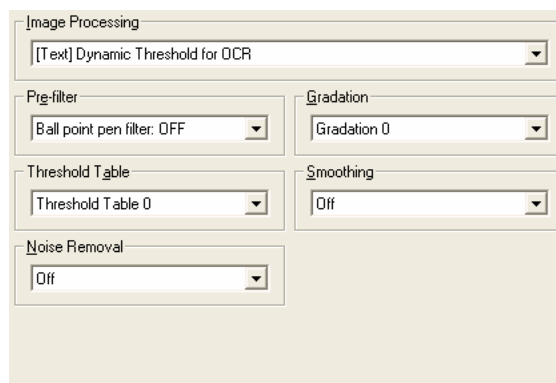 Image Processing
[Text] Dynamic Threshold for OCR
Pre-filter
Gradation
Ball point pen filter: OFF
Gradation 0
Threshold Table
Smoothing
Threshold Table 0
Off
Noise Removal
Off